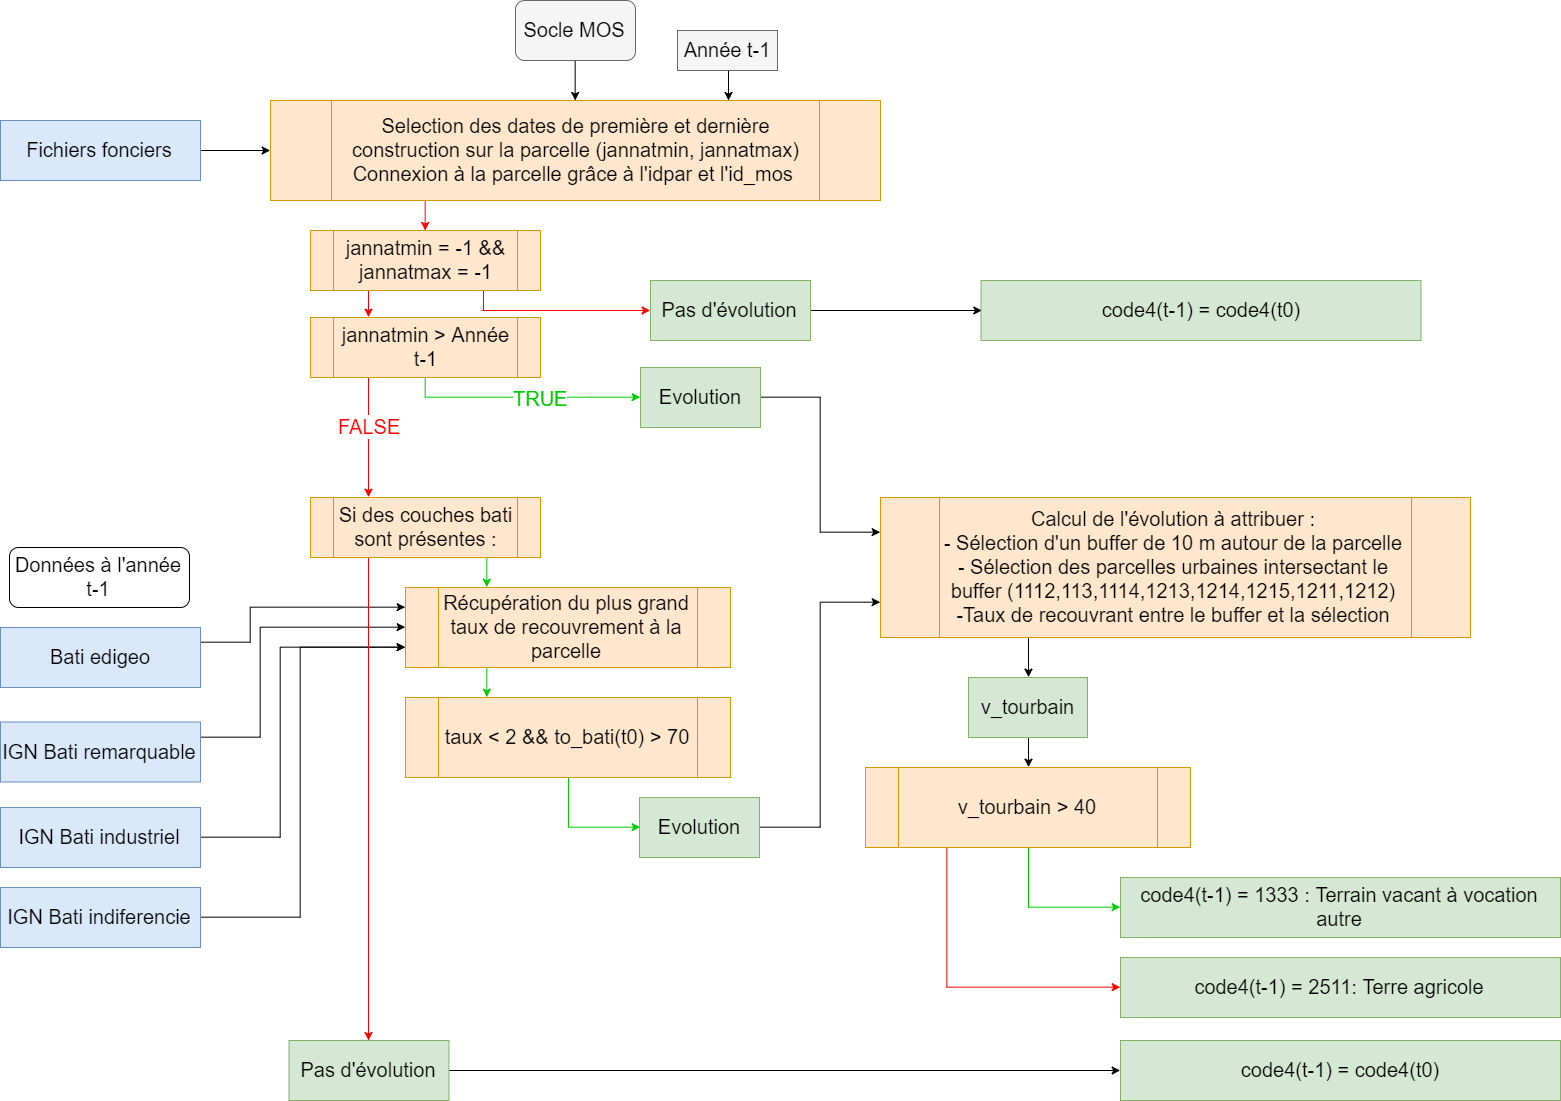 Socle MOS
Année t-1
Fichiers fonciers
Selection des dates de première et dernière
construction sur la parcelle (jannatmin, jannatmax)
Connexion à la parcelle grâce à l'idpar et l'id_mos
jannatmin = -1 &&
jannatmax = -1
Pas d'évolution
code4(t-1) = code4(t0)
jannatmin > Année
t-1
TRUE
Evolution
FALSE
Si des couches bati
sont présentes :
Calcul de l'évolution à attribuer :
- Sélection d'un buffer de 10 m autour de la parcelle
- Sélection des parcelles urbaines intersectant le
buffer (1112,113,1114,1213,1214,1215,1211,1212)
-Taux de recouvrant entre le buffer et la sélection
Données à l'année
t-1
Récupération du plus grand
taux de recouvrement à la
parcelle
Bati edigeo
IGN Bati remarquable
IGN Bati industriel
IGN Bati indiferencie
taux < 2 && to_bati(t0) > 70
Evolution
v_tourbain
v_tourbain > 40
code4(t-1) = 1333 : Terrain vacant à vocation
autre
code4(t-1) = 2511: Terre agricole
Pas d'évolution
code4(t-1) = code4(t0)